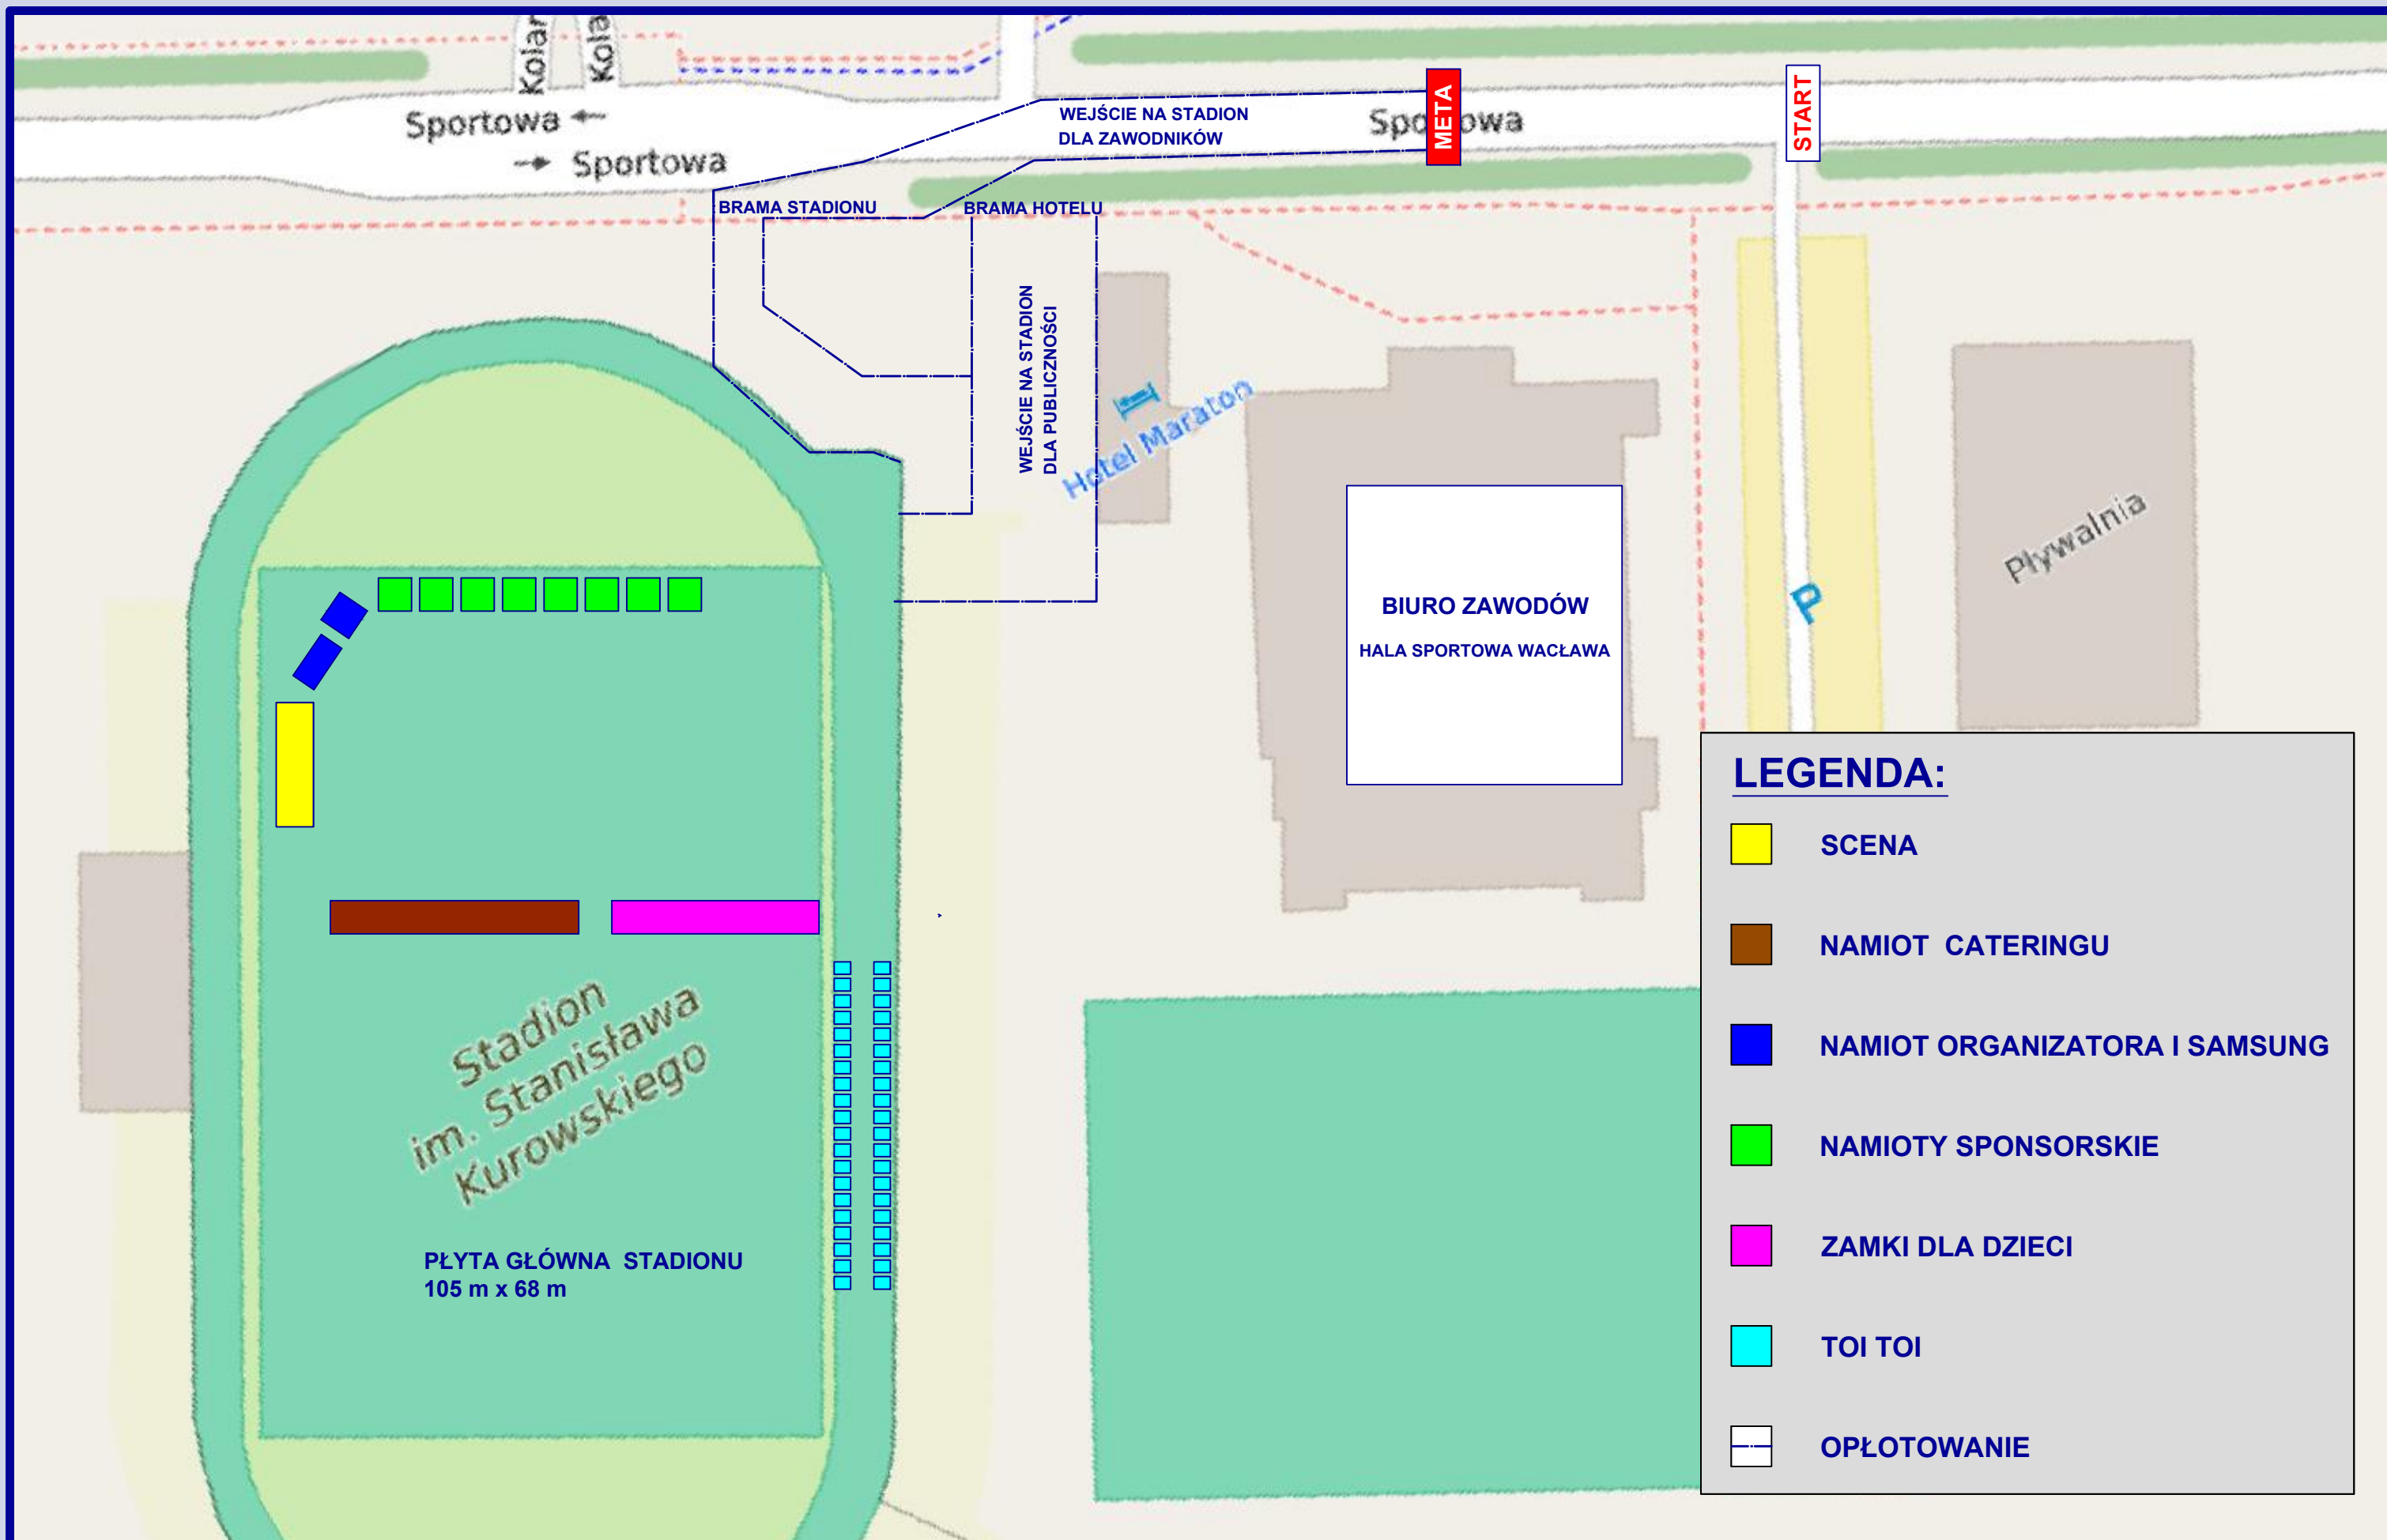 Kolar
Kola
Sportowa ←
→ Sportowa
WEJŚCIE NA STADION
DLA ZAWODNIKÓW
META
START
BRAMA STADIONU
BRAMA HOTELU
WEJŚCIE NA STADION
DLA PUBLICZNOŚCI
Hotel Maraton
BIURO ZAWODÓW
HALA SPORTOWA WACŁAWA
P
Pływalnia
Stadion
im. Stanisława
Kurowskiego
PŁYTA GŁÓWNA STADIONU
105 m x 68 m
LEGENDA:
SCENA
NAMIOT CATERINGU
NAMIOT ORGANIZATORA I SAMSUNG
NAMIOTY SPONSORSKIE
ZAMKI DLA DZIECI
TOI TOI
OPŁOTOWANIE